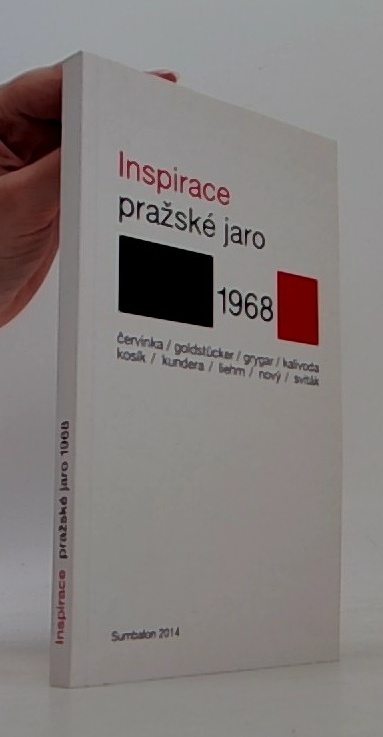 Inspirace
pražské jaro
1968
červinka / goldstücker / grygar / kalivoda
kosík / kundera / liehm / nový / sviták
Sumbalon 2014
Inspirace pražské jaro 1968